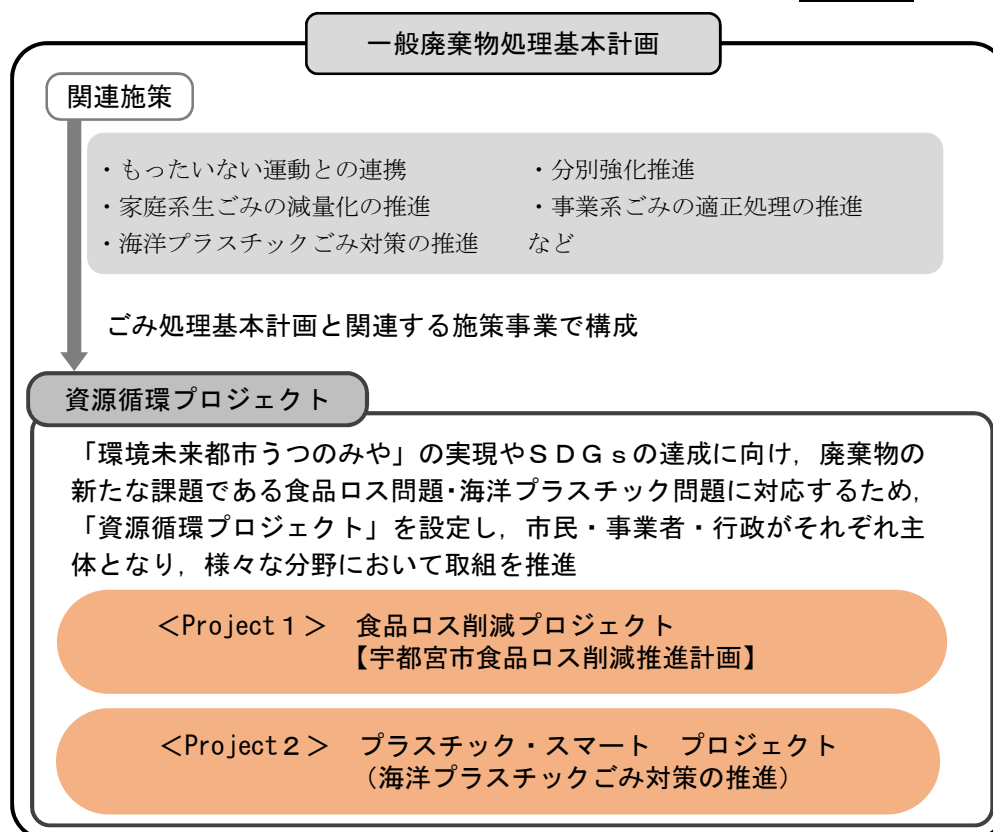 一般廃棄物処理基本計画
関連施策
・もったいない運動との連携　・分別強化推進
・家庭系生ごみの減量化の推進　・事業系ごみの適正処理の推進
・海洋プラスチックごみ対策の推進　など
ごみ処理基本計画と関連する施策事業で構成
資源循環プロジェクト
「環境未来都市うつのみや」の実現やＳＤＧｓの達成に向け，廃棄物の
新たな課題である食品ロス問題・海洋プラスチック問題に対応するため，
「資源循環プロジェクト」を設定し，市民・事業者・行政がそれぞれ主
体となり，様々な分野において取組を推進
＜Project１＞　食品ロス削減プロジェクト
【宇都宮市食品ロス削減推進計画】
＜Project２＞　プラスチック・スマート　プロジェクト
（海洋プラスチックごみ対策の推進）